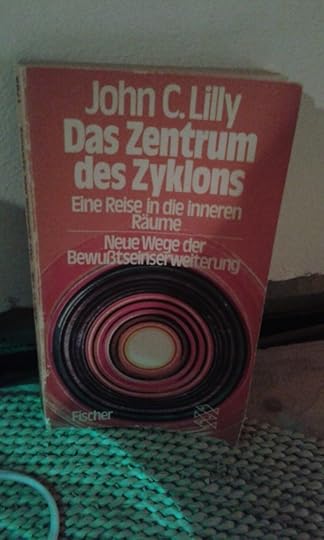 John C. Lilly
Das Zentrum
des Zyklons
Eine Reise in die inneren
Räume
Neue Wege der
Bewußtseinserweiterung
Fischer